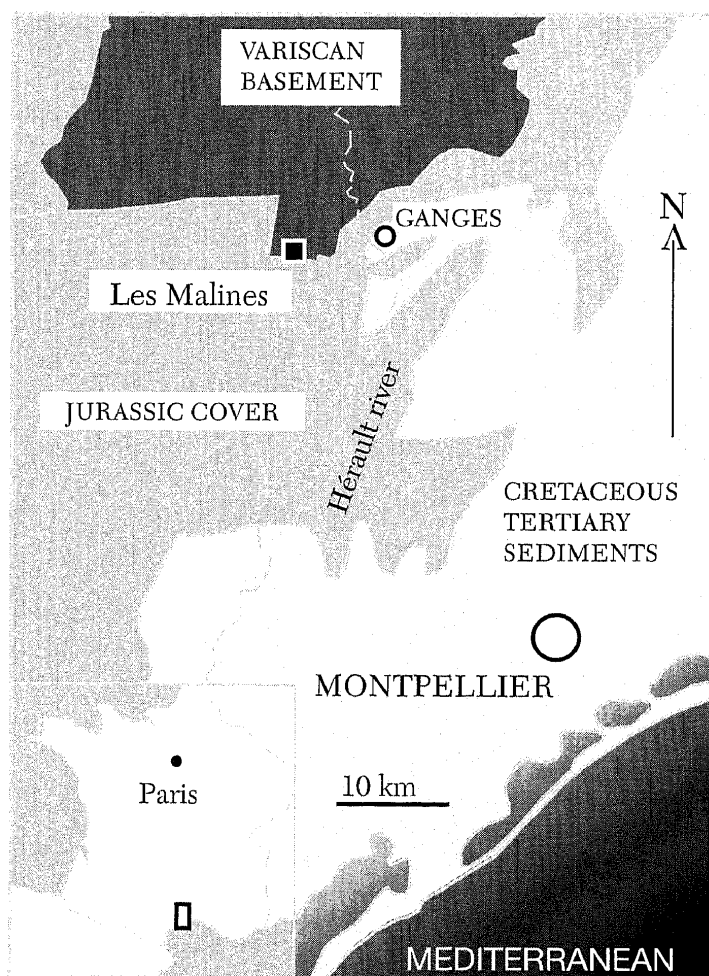 VARISCAN
BASEMENT
GANGES
N
Les Malines
JURASSIC COVER
Hérault river
CRETACEOUS
TERTIARY
SEDIMENTS
MONTPELLIER
Paris
10 km
MEDITERRANEAN